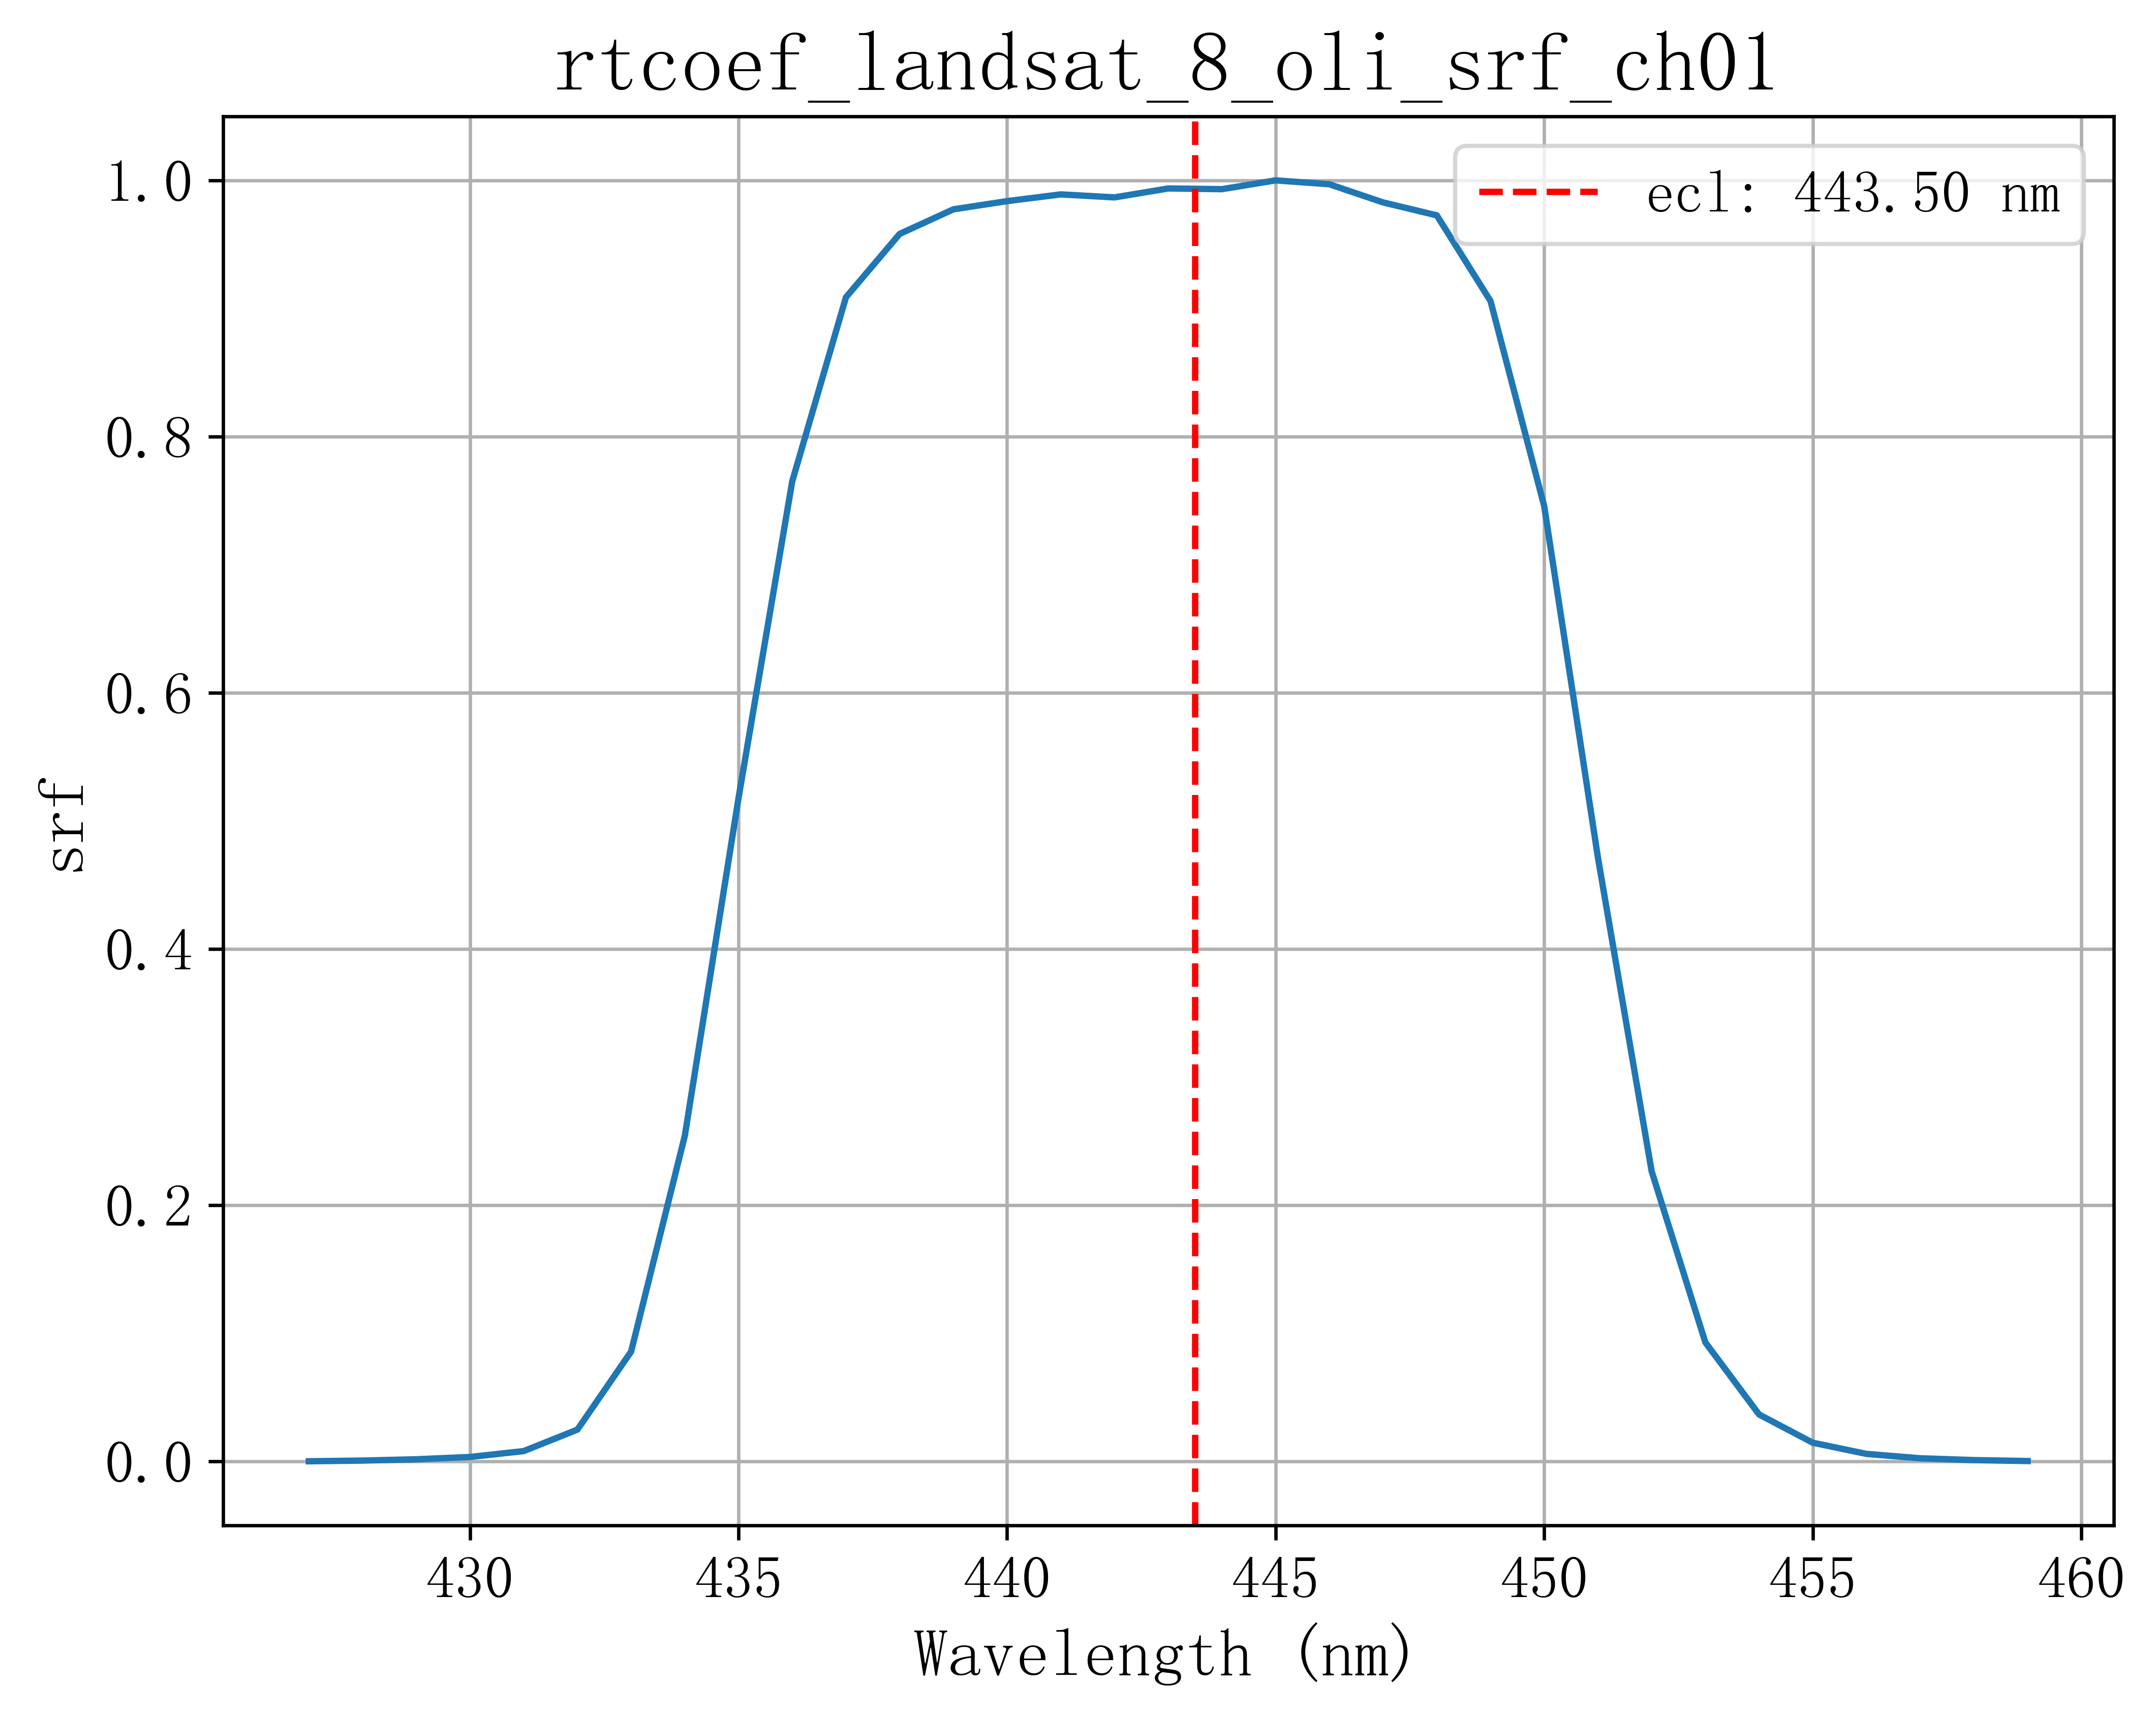 rtcoef_landsat_8_oli_srf_ch01
ecl: 443.50 nm
1.0
0.8
0.6
0.4
0.2
0.0
srf
430 435 440 445 450 455 460
Wavelength (nm)